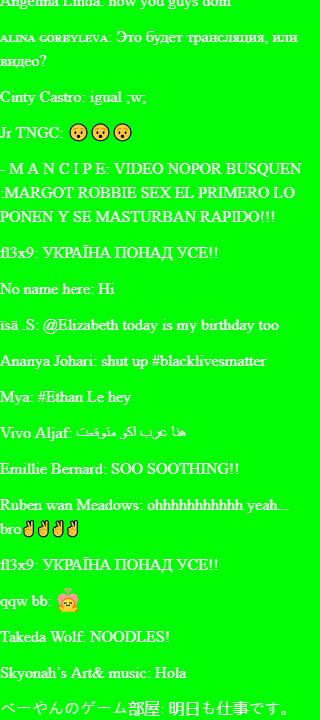 Angelina Linda: how you guys doin
ALINA GORBYLEVA: Это будет трансляция, или
видео?
Cinty Castro: igual ;w;
Jr TNGC: 😯😯😯
- M A N C I P E: VIDEO NOPOR BUSQUEN
:MARGOT ROBBIE SEX EL PRIMERO LO
PONEN Y SE MASTURBAN RAPIDO!!!
fl3x9: УКРАЇНА ПОНАД УСЕ!!
No name here: Hi
ïsä .S: @Elizabeth today is my birthday too
Ananya Johari: shut up #blacklivesmatter
Mya: #Ethan Le hey
Vivo Aljaf: هنا عرب اكو متوقعت
Emillie Bernard: SOO SOOTHING!!
Ruben wan Meadows: ohhhhhhhhhhh yeah...
bro✌✌✌✌
fl3x9: УКРАЇНА ПОНАД УСЕ!!
qqw bb: 🙆
Takeda Wolf: NOODLES!
Skyonah's Art& music: Hola
べーやんのゲーム部屋: 明日も仕事です。